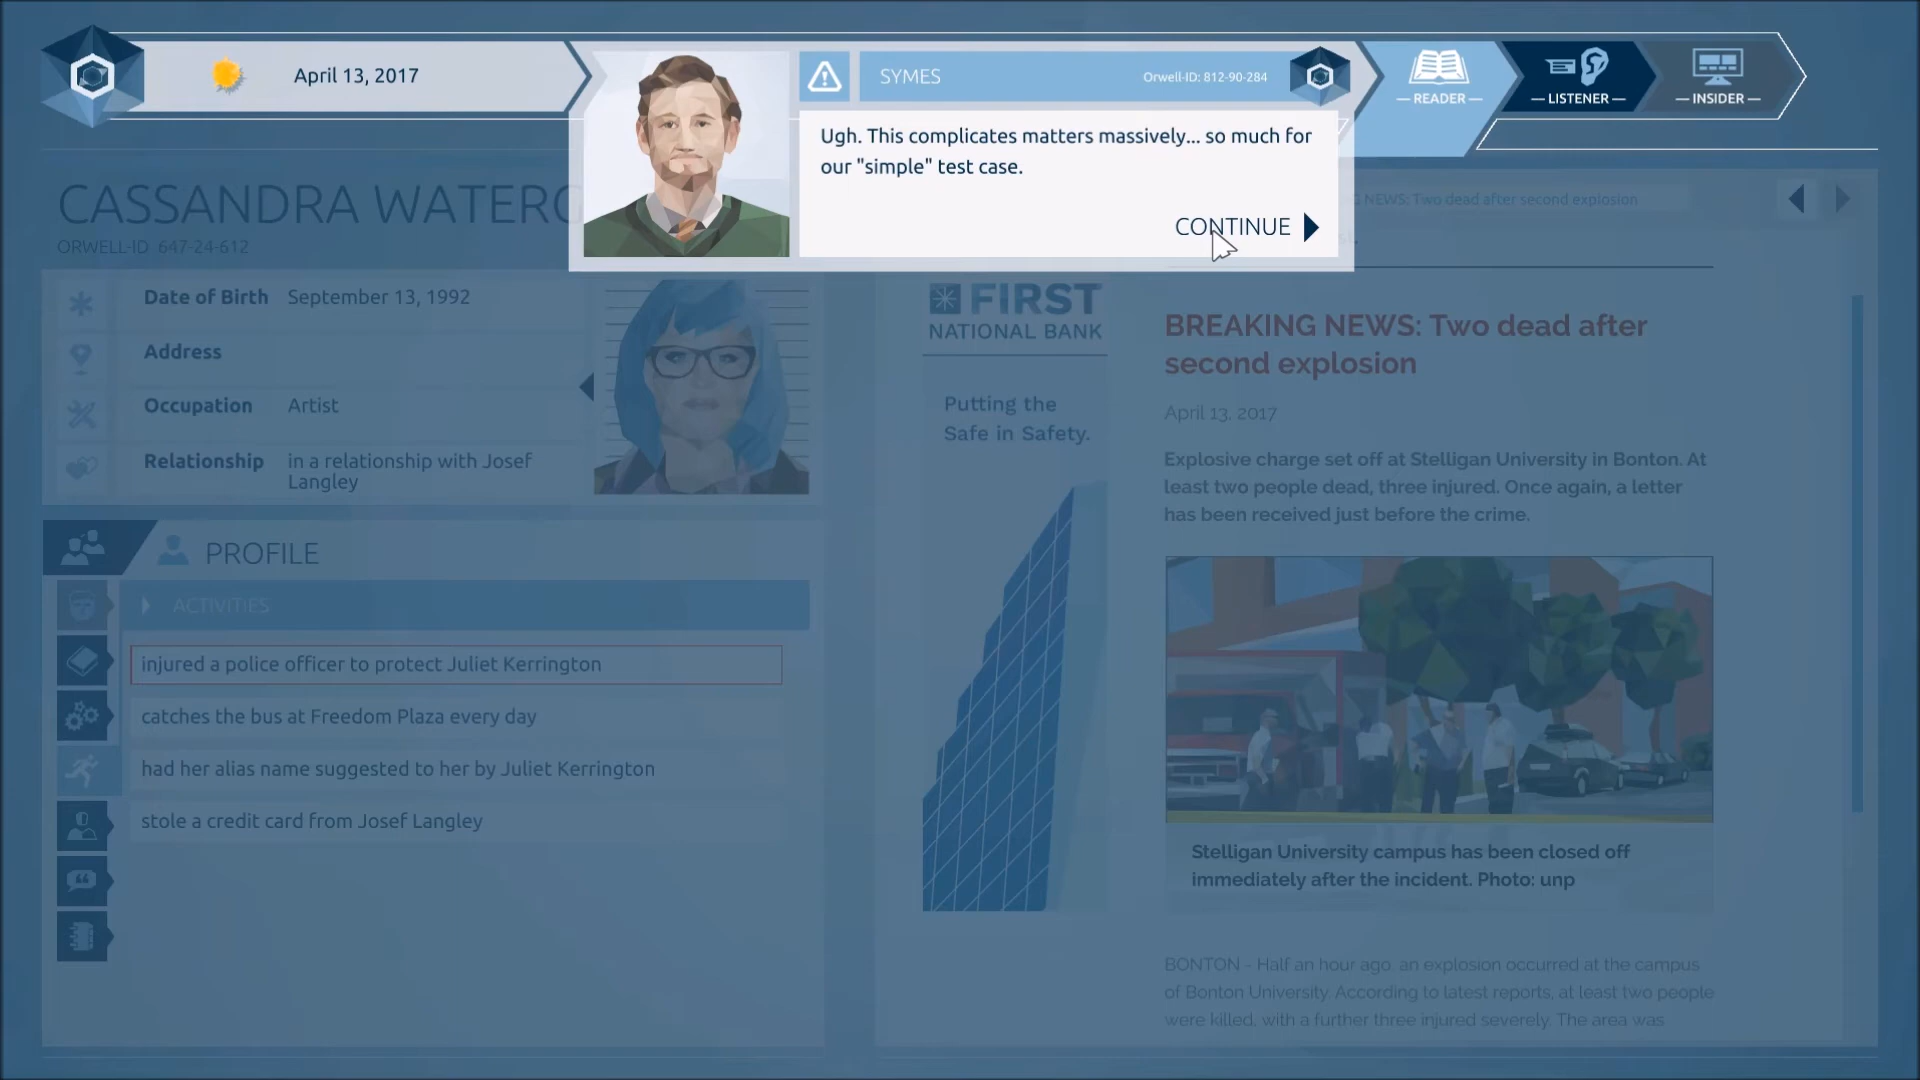 April 13, 2017
SYMES
Orwell-ID: 812-90-284
Ugh. This complicates matters massively... so much for
our "simple" test case.
CONTINUE
READER
LISTENER
INSIDER
CASSANDRA
ORWELL-ID 647-24-612
Date of Birth September 13, 1992
Address
Occupation Artist
Relationship in a relationship with Josef
Langley
PROFILE
ACTIVITIES
injured a police officer to protect Juliet Kerrington
catches the bus at Freedom Plaza every day
had her alias name suggested to her by Juliet Kerrington
stole a credit card from Josef Langley
NEWS: Two dead after second explosion
FIRST
NATIONAL BANK
Putting the
Safe in Safety.
BREAKING NEWS: Two dead after
second explosion
April 13, 2017
Explosive charge set off at Stelligan University in Bonton. At
least two people dead, three injured. Once again, a letter
has been received just before the crime.
Stelligan University campus has been closed off
immediately after the incident. Photo: unp
BONTON - Half an hour ago, an explosion occurred at the campus
of Bonton University. According to latest reports, at least two people
were killed, with a further three injured severely. The area was